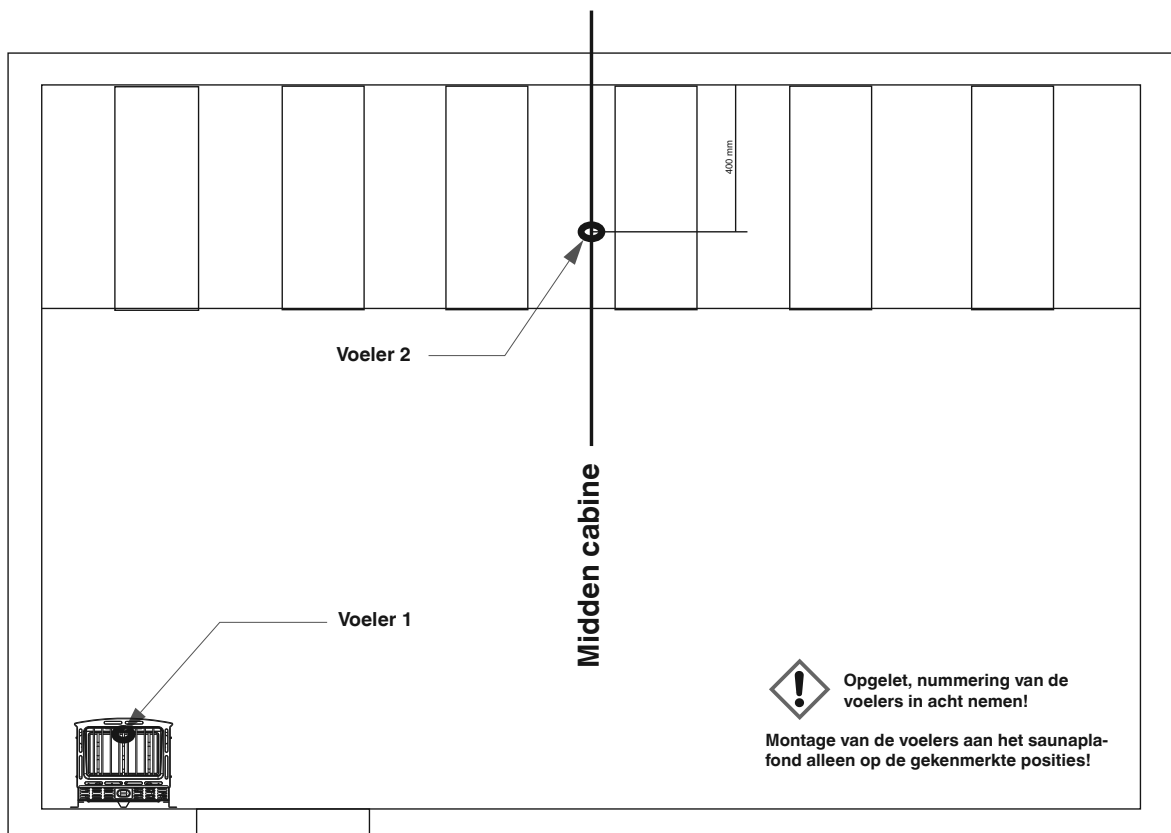 400 mm
Voeler 2
Midden cabine
Voeler 1
Opgelet, nummering van de
voelers in acht nemen!
Montage van de voelers aan het saunapla-
fond alleen op de gekenmerkte posities!